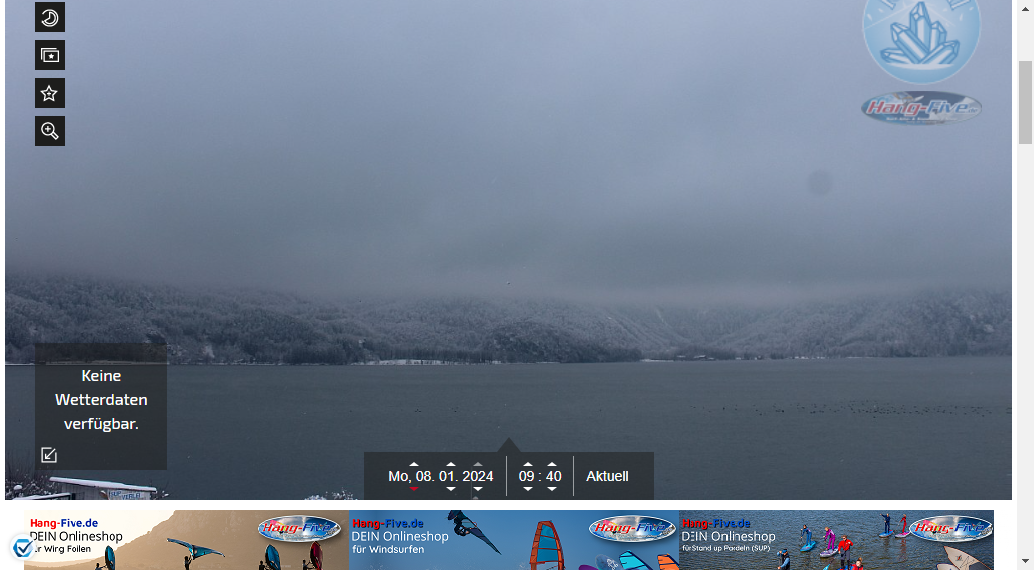 Hang-Five
Keine
Wetterdaten
verfügbar.
Mo, 08. 01. 2024 09 : 40 Aktuell
Hang-Five.de
DEIN Onlineshop
für Wing Foilen
Hang-Five
Hang-Five.de
DEIN Onlineshop
für Windsurfen
Hang-Five
Hang-Five.de
DEIN Onlineshop
für Stand up Paddeln (SUP)
Hang-Five